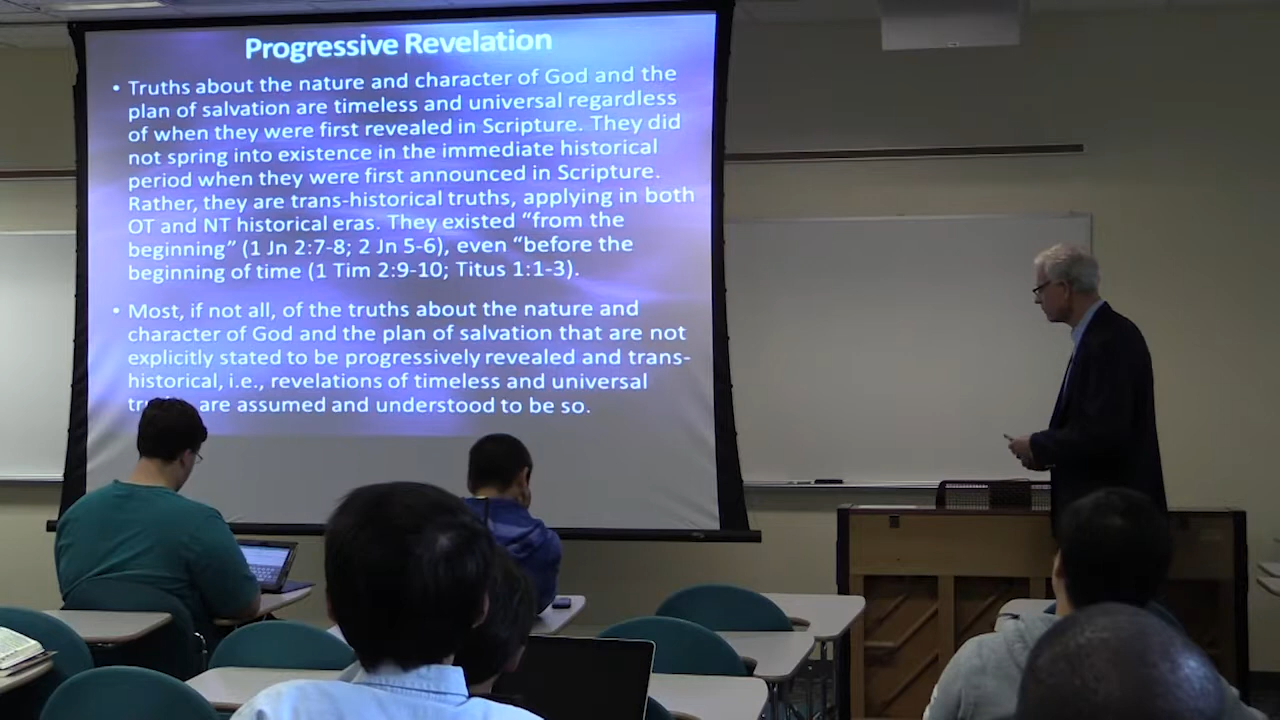 Progressive Revelation
• Truths about the nature and character of God and the
plan of salvation are timeless and universal regardless
of when they were first revealed in Scripture. They did
not spring into existence in the immediate historical
period when they were first announced in Scripture.
Rather, they are trans-historical truths, applying in both
OT and NT historical eras. They existed “from the
beginning” (1 Jn 2:7-8; 2 Jn 5-6), even “before the
beginning of time (1 Tim 2:9-10; Titus 1:1-3).
• Most, if not all, of the truths about the nature and
character of God and the plan of salvation that are not
explicitly stated to be progressively revealed and trans-
historical, i.e., revelations of timeless and universal
are assumed and understood to be so.